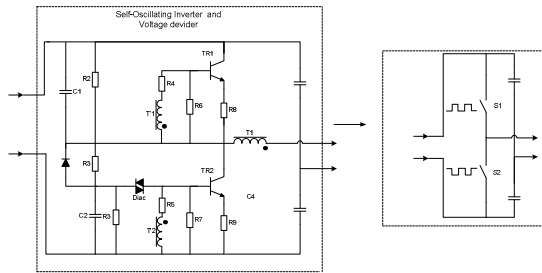 Self-Oscillating Inverter and
Voltage devider
TR1
R2
R4
C1
R6
T'1
R8
T1
S1
R3
TR2
Diac
C4
S2
C2
R3
R5
R7
T'2
R9